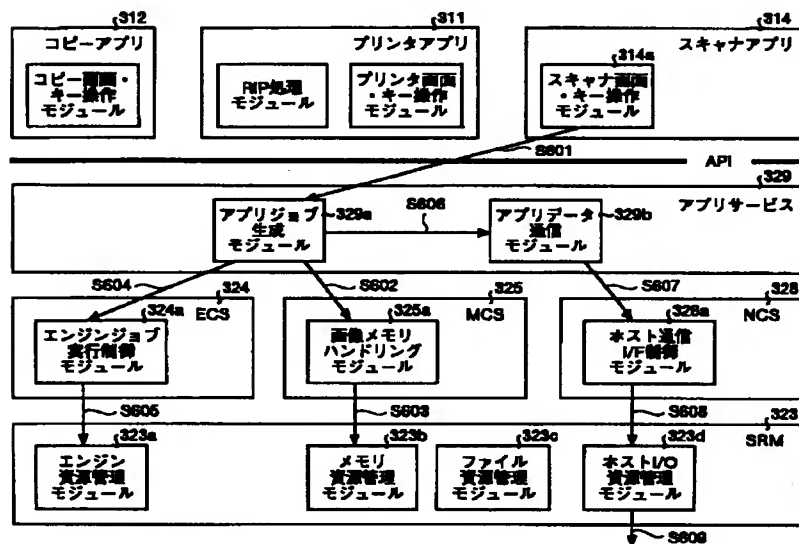 312
コピーアプリ
コピー画面・
キー操作
モジュール
311
プリンタアプリ
RIP処理
モジュール
プリンタ画面
・キー操作
モジュール
314
スキャナアプリ
314a
スキャナ画面
・キー操作
モジュール
S601
API
329
アプリサービス
アプリジョブ
生成
モジュール
329a
S606
アプリデータ
通信
モジュール
329b
S604
S602
S607
324
ECS
324a
エンジンジョブ
実行制御
モジュール
325
MCS
325a
画像メモリ
ハンドリング
モジュール
328
NCS
328a
ホスト通信
I/F制御
モジュール
S605
S603
S608
323
SRM
323a
エンジン
資源管理
モジュール
323b
メモリ
資源管理
モジュール
323c
ファイル
資源管理
モジュール
323d
ホストI/O
資源管理
モジュール
S609